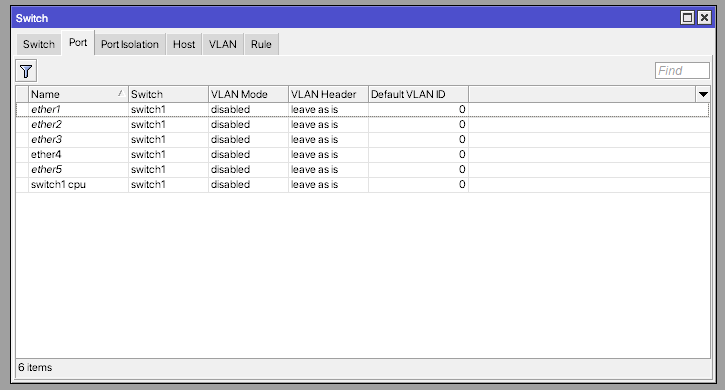 Switch
Switch Port Port Isolation Host VLAN Rule
Find
Name Switch VLAN Mode VLAN Header Default VLAN ID
ether1 switch1 disabled leave as is 0
ether2 switch1 disabled leave as is 0
ether3 switch1 disabled leave as is 0
ether4 switch1 disabled leave as is 0
ether5 switch1 disabled leave as is 0
switch1 cpu switch1 disabled leave as is 0
6 items